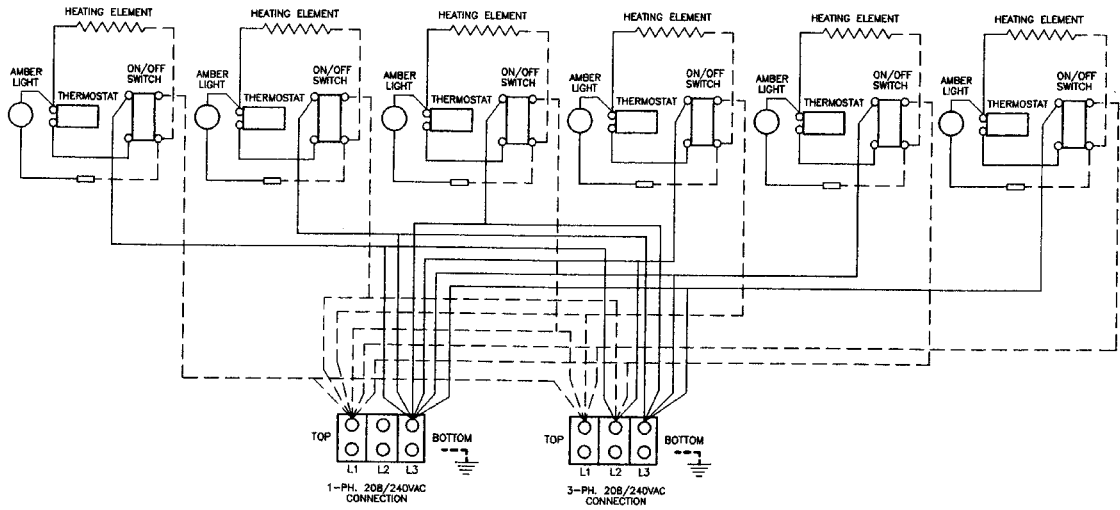 HEATING ELEMENT
HEATING ELEMENT
HEATING ELEMENT
HEATING ELEMENT
HEATING ELEMENT
HEATING ELEMENT
AMBER
LIGHT
THERMOSTAT
ON/OFF
SWITCH
AMBER
LIGHT
THERMOSTAT
ON/OFF
SWITCH
AMBER
LIGHT
THERMOSTAT
ON/OFF
SWITCH
AMBER
LIGHT
THERMOSTAT
ON/OFF
SWITCH
AMBER
LIGHT
THERMOSTAT
ON/OFF
SWITCH
AMBER
LIGHT
THERMOSTAT
ON/OFF
SWITCH
TOP
BOTTOM
L1 L2 L3
1-PH. 208/240VAC
CONNECTION
TOP
BOTTOM
L1 L2 L3
3-PH. 208/240VAC
CONNECTION